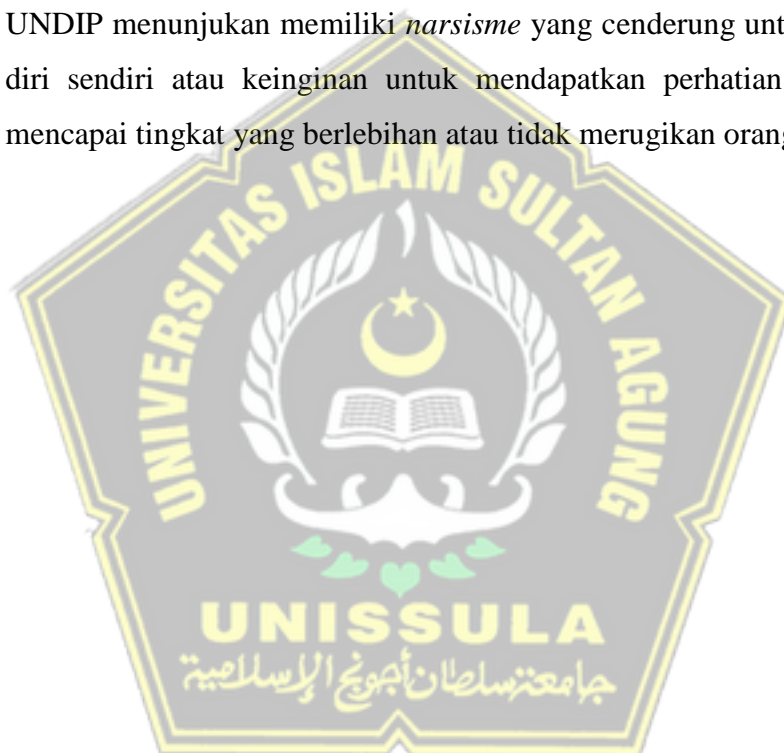 UNDIP menunjukan memiliki narsisme yang cenderung unt
diri sendiri atau keinginan untuk mendapatkan perhatian
mencapai tingkat yang berlebihan atau tidak merugikan orang
UNIVERSITAS ISLAM SULTAN AGUNG
UNISSULA
جامعة سلطان أجونج الإسلامية